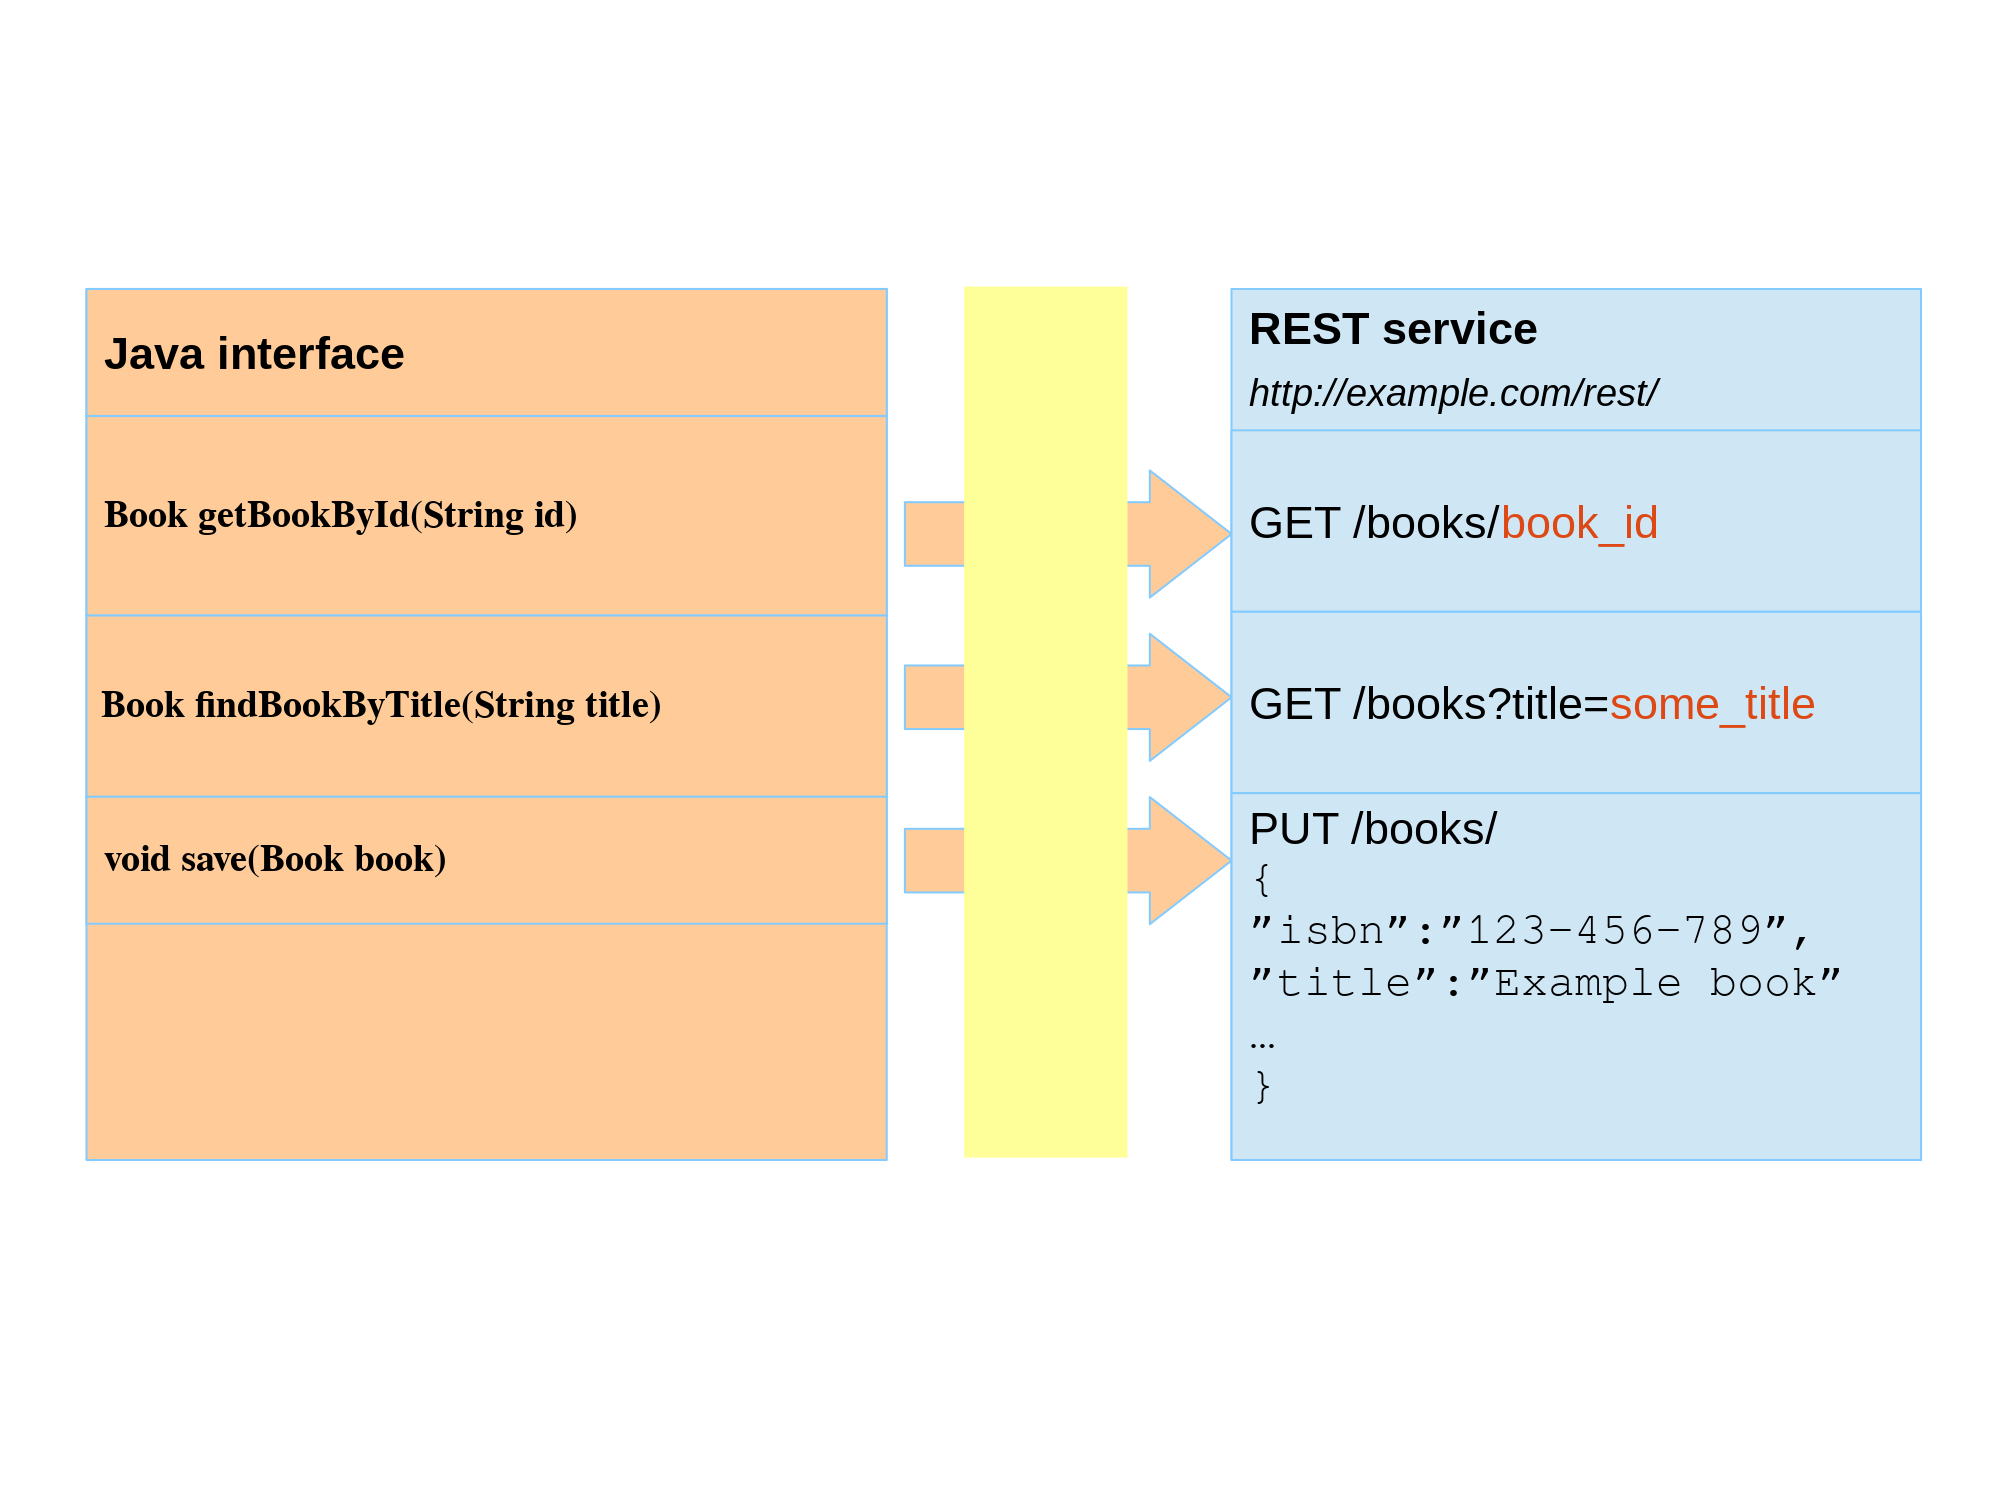 Java interface
Book getBookById(String id)
Book findBookByTitle(String title)
void save(Book book)
REST service
http://example.com/rest/
GET /books/book_id
GET /books?title=some_title
PUT /books/
{
”isbn”:”123-456-789”,
”title”:”Example book”
…
}